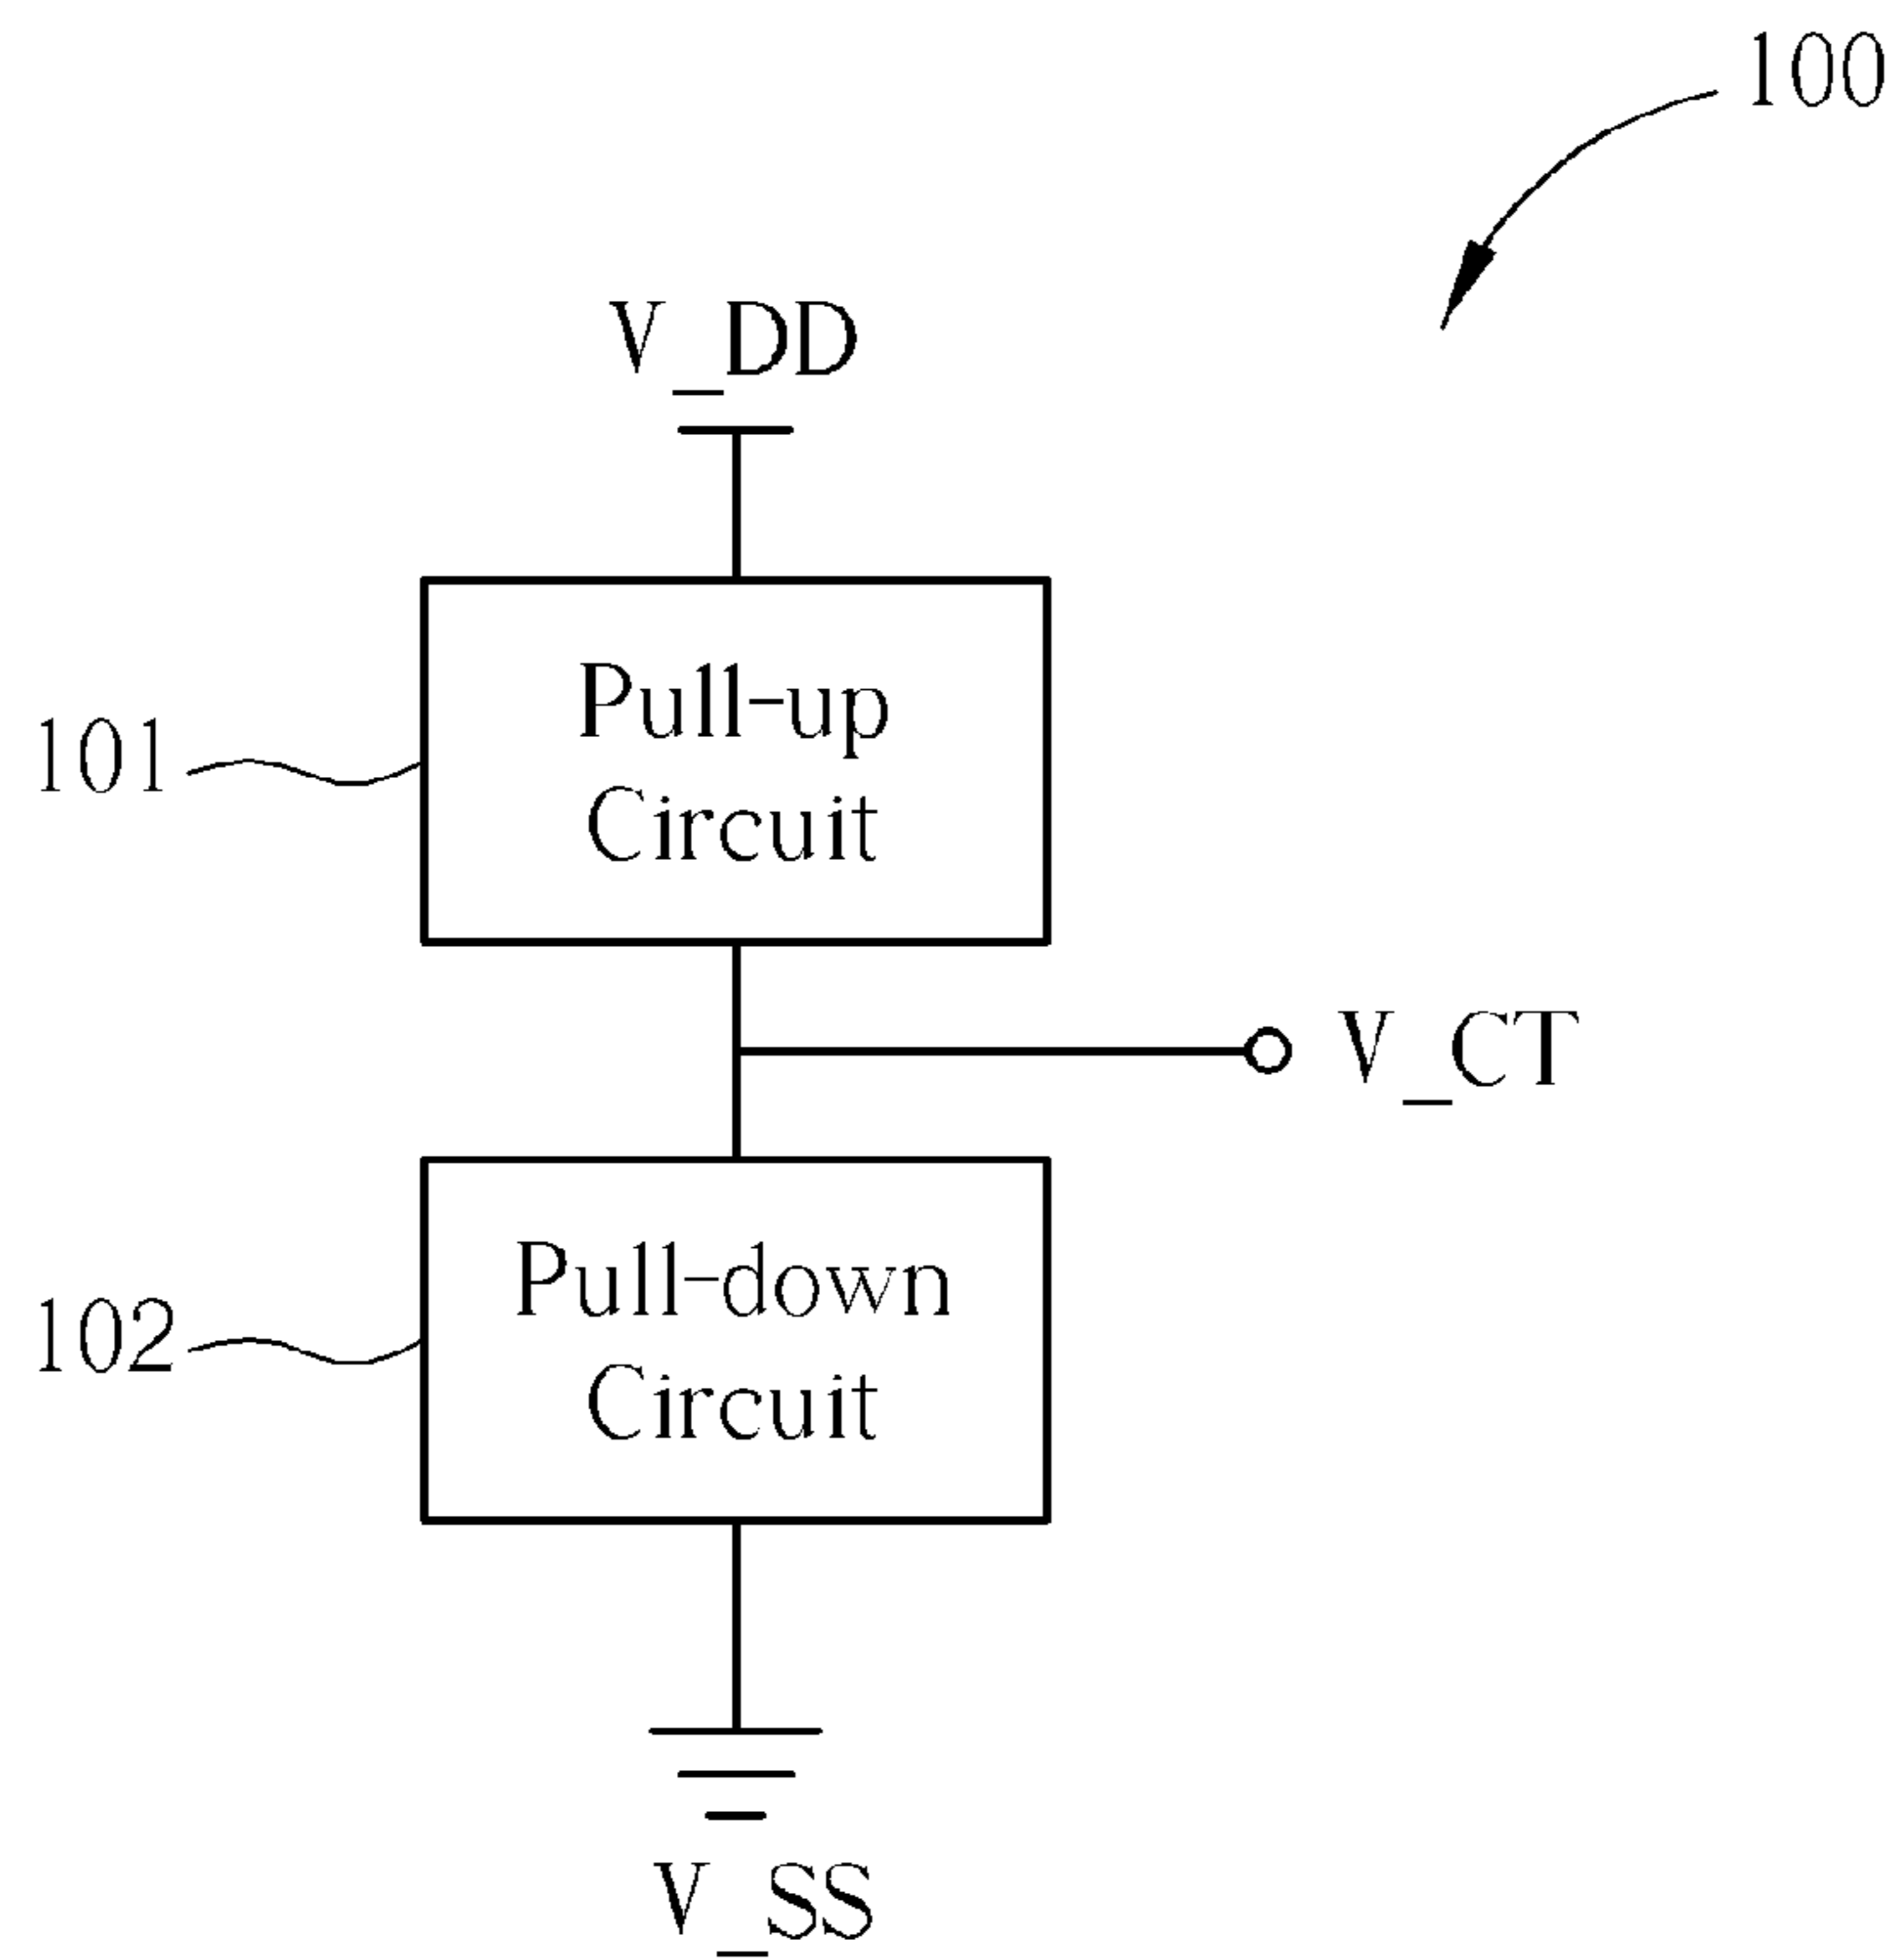 100
V_DD
Pull-up
Circuit
101
V_CT
Pull-down
Circuit
102
V_SS